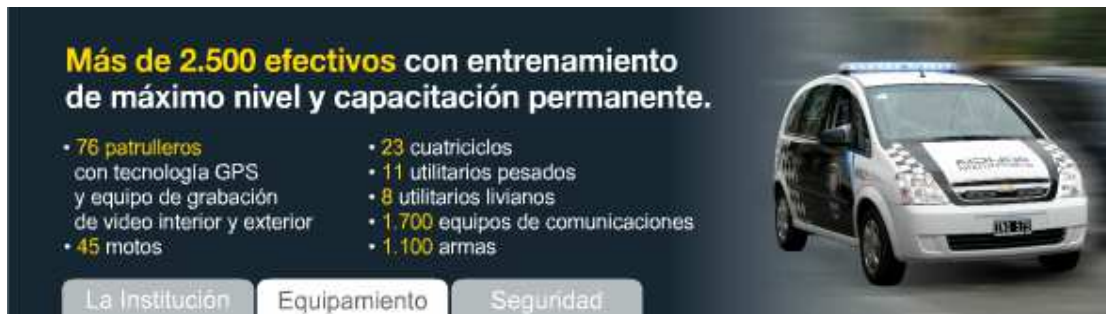 Más de 2.500 efectivos con entrenamiento
de máximo nivel y capacitación permanente.
• 76 patrulleros
con tecnología GPS
y equipo de grabación
de video interior y exterior
• 45 motos
• 23 cuatriciclos
• 11 utilitarios pesados
• 8 utilitarios livianos
• 1.700 equipos de comunicaciones
• 1.100 armas
La Institución
Equipamiento
Seguridad